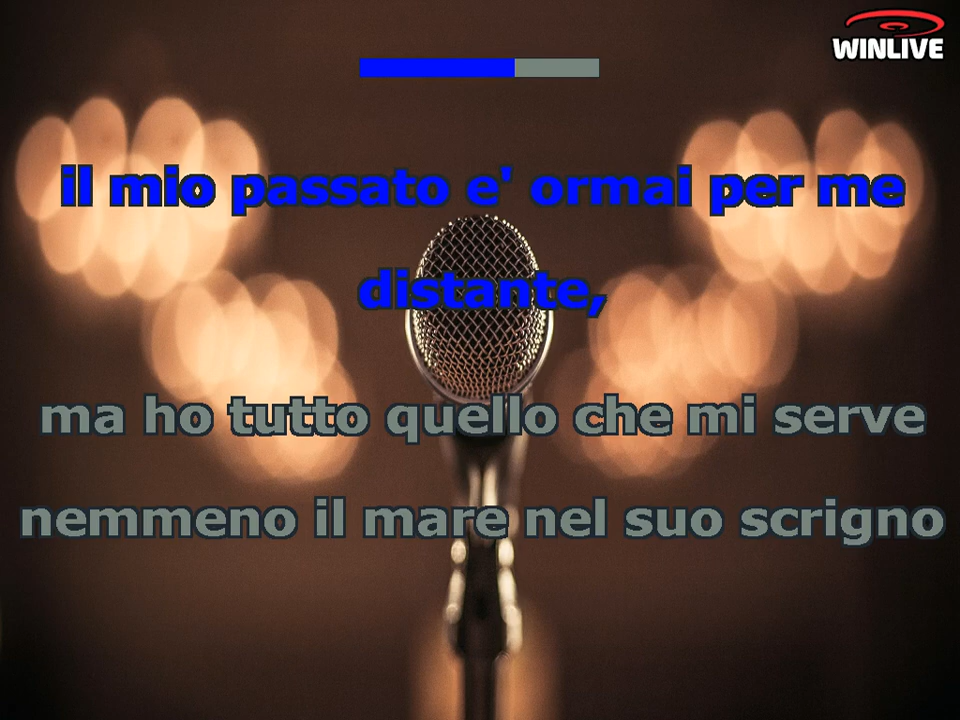 WINLIVE
il mio passato e' ormai per me
distante,
ma ho tutto quello che mi serve
nemmeno il mare nel suo scrigno